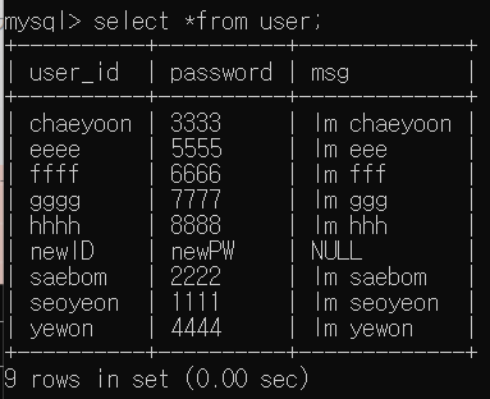 mysql> select *from user;
+----------+----------+-------------+
| user_id | password | msg |
+----------+----------+-------------+
| chaeyoon | 3333 | Im chaeyoon |
| eeee | 5555 | Im eee |
| ffff | 6666 | Im fff |
| gggg | 7777 | Im ggg |
| hhhh | 8888 | Im hhh |
| newID | newPW | NULL |
| saebom | 2222 | Im saebom |
| seoyeon | 1111 | Im seoyeon |
| yewon | 4444 | Im yewon |
+----------+----------+-------------+
9 rows in set (0.00 sec)